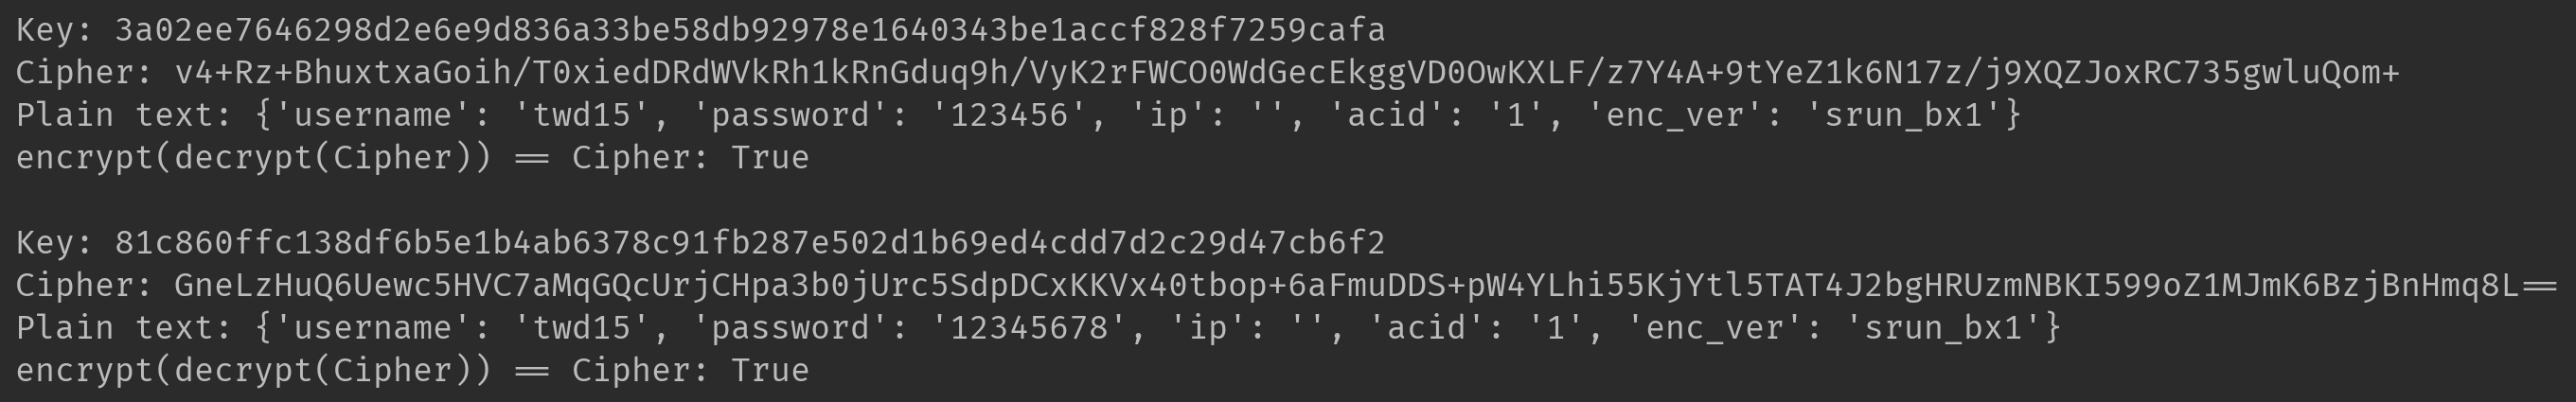 Key: 3a02ee7646298d2e6e9d836a33be58db92978e1640343be1accf828f7259cafa
Cipher: v4+Rz+BhuxtxaGoih/T0xiedDRdWVkRh1kRnGduq9h/VyK2rFWCO0WdGecEkggVD0OwKXLF/z7Y4A+9tYeZ1k6N17z/j9XQZJoxRC735gwluQom+
Plain text: {'username': 'twd15', 'password': '123456', 'ip': '', 'acid': '1', 'enc_ver': 'srun_bx1'}
encrypt(decrypt(Cipher)) == Cipher: True

Key: 81c860ffc138df6b5e1b4ab6378c91fb287e502d1b69ed4cdd7d2c29d47cb6f2
Cipher: GneLzHuQ6Uewc5HVC7aMqGQcUrjCHpa3b0jUrc5SdpDCxKKVx40tbop+6aFmuDDS+pW4YLhi55KjYtl5TAT4J2bgHRUzmNBKI599oZ1MJmK6BzjBnHmq8L==
Plain text: {'username': 'twd15', 'password': '12345678', 'ip': '', 'acid': '1', 'enc_ver': 'srun_bx1'}
encrypt(decrypt(Cipher)) == Cipher: True